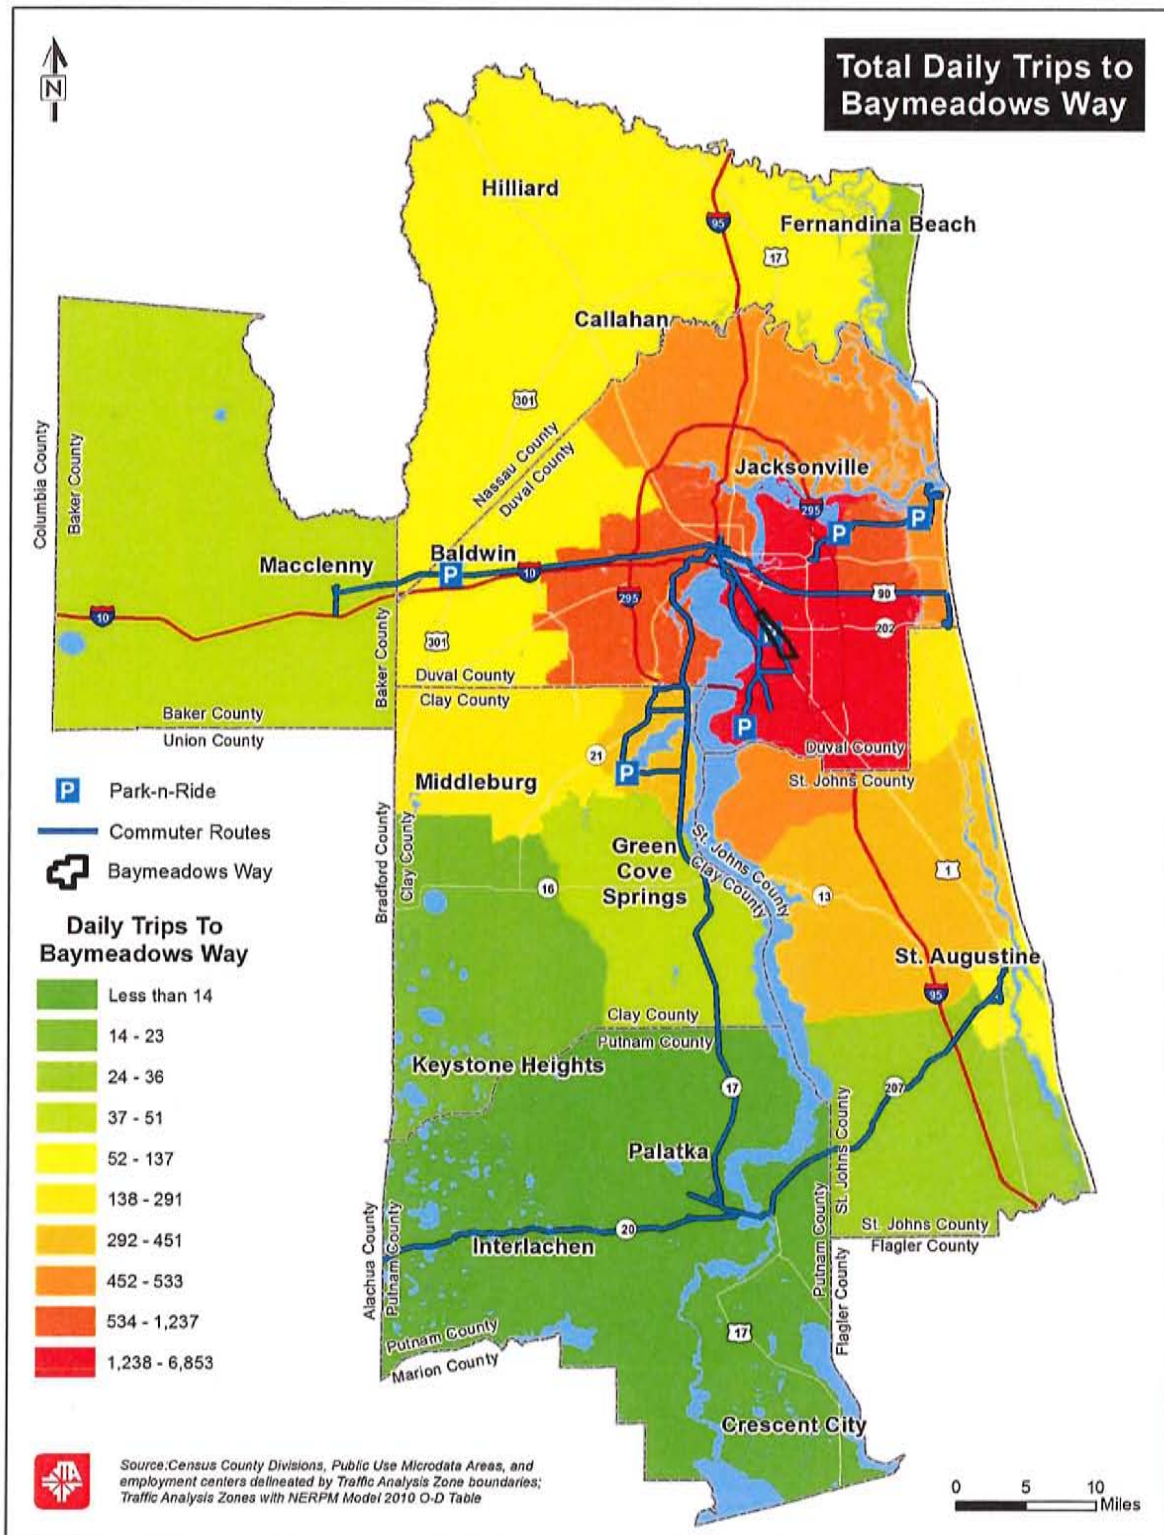 N
Total Daily Trips to
Baymeadows Way
Hilliard
95
Fernandina Beach
17
Callahan
301
Nassau County
Duval County
Columbia County
Baker County
Jacksonville
295
P
P
Macclenny
Baldwin
P
10
295
90
10
P
202
301
Baker County
Duval County
Clay County
Baker County
Union County
P
Duval County
St. Johns County
21
P
Middleburg
P Park-n-Ride
Commuter Routes
Baymeadows Way
Bradford County
Clay County
Green
Cove
Springs
St. Johns County
Clay County
1
16
13
St. Augustine
95
Daily Trips To
Baymeadows Way
Less than 14
14 - 23
24 - 36
37 - 51
52 - 137
138 - 291
292 - 451
452 - 533
534 - 1,237
1,238 - 6,853
Clay County
Putnam County
Keystone Heights
17
207
St. Johns County
Putnam County
Flagler County
Palatka
20
Interlachen
St. Johns County
Flagler County
Alachua County
Putnam County
Putnam County
Marion County
17
Crescent City
JTA
Source:Census County Divisions, Public Use Microdata Areas, and
employment centers delineated by Traffic Analysis Zone boundaries;
Traffic Analysis Zones with NERPM Model 2010 O-D Table
0 5 10
Miles